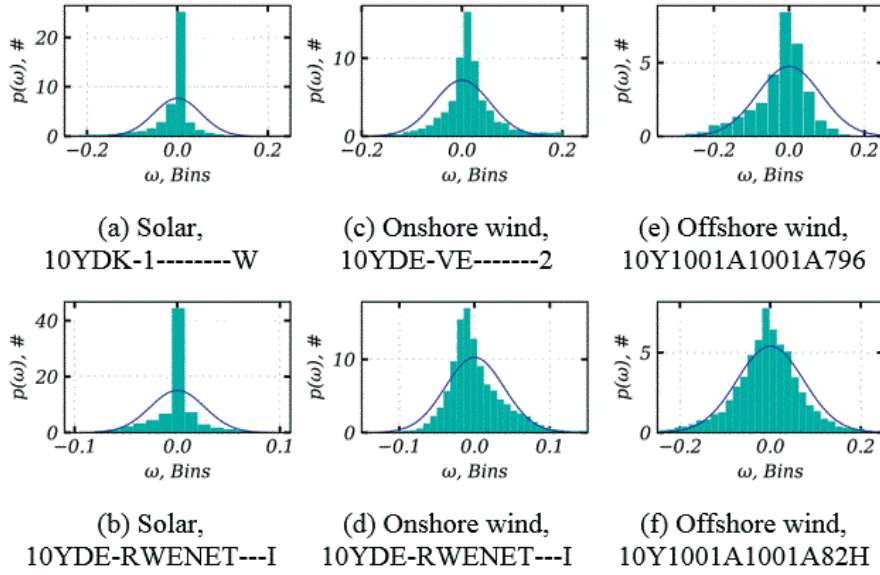 p(ω), #
20
10
0
−0.2
0.0
0.2
ω, Bins
(a) Solar,
10YDK-1--------W
p(ω), #
10
0
−0.2
0.0
0.2
ω, Bins
(c) Onshore wind,
10YDE-VE-------2
p(ω), #
5
0
−0.2
0.0
0.2
ω, Bins
(e) Offshore wind,
10Y1001A1001A796
p(ω), #
40
20
0
−0.1
0.0
0.1
ω, Bins
(b) Solar,
10YDE-RWENET---I
p(ω), #
10
0
−0.1
0.0
0.1
ω, Bins
(d) Onshore wind,
10YDE-RWENET---I
p(ω), #
5
0
−0.2
0.0
0.2
ω, Bins
(f) Offshore wind,
10Y1001A1001A82H